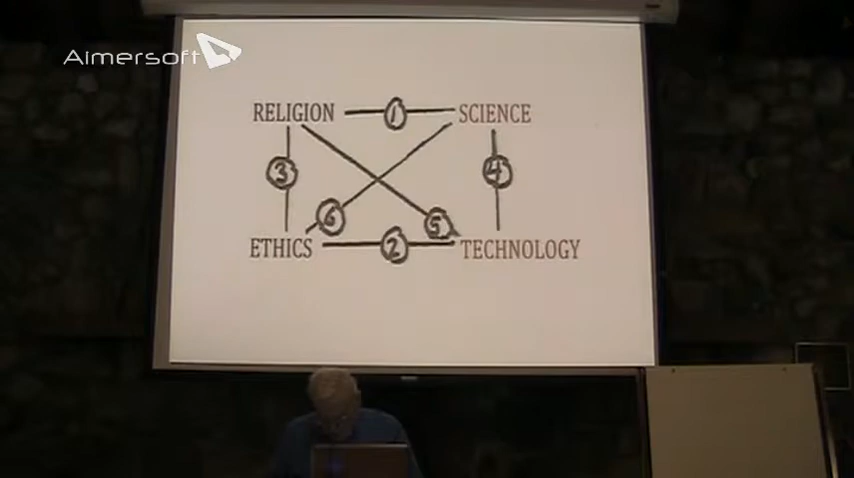 Aimersoft
RELIGION 1 SCIENCE
3 4
6 5
ETHICS 2 TECHNOLOGY